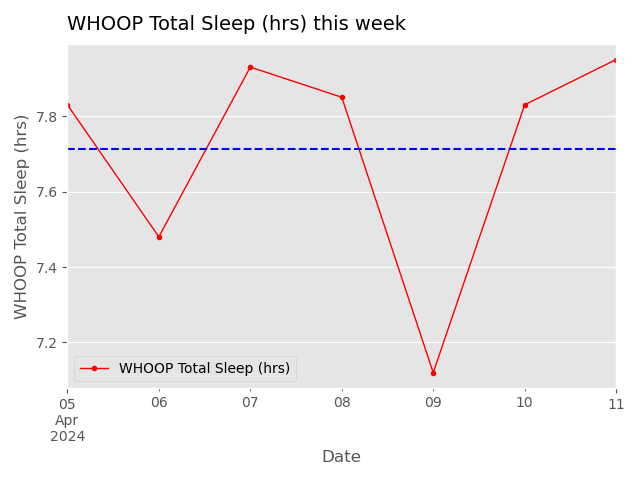 WHOOP Total Sleep (hrs) this week
WHOOP Total Sleep (hrs)
7.8
7.6
7.4
7.2
WHOOP Total Sleep (hrs)
05
Apr
2024
06
07
08
09
10
11
Date